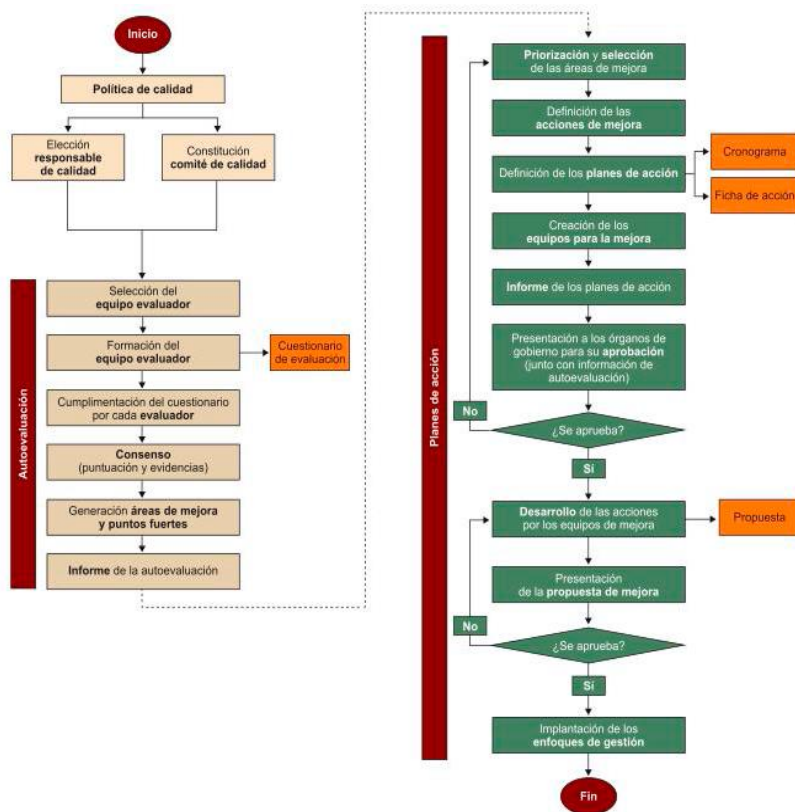 Inicio
Política de calidad
Elección
responsable
de calidad
Constitución
comité de calidad
Autoevaluación
Selección del
equipo evaluador
Formación del
equipo evaluador
Cuestionario
de evaluación
Cumplimentación del cuestionario
por cada evaluador
Consenso
(puntuación y evidencias)
Generación áreas de mejora
y puntos fuertes
Informe de la autoevaluación
Planes de acción
Priorización y selección
de las áreas de mejora
Definición de las
acciones de mejora
Definición de los planes de acción
Cronograma
Ficha de acción
Creación de los
equipos para la mejora
Informe de los planes de acción
Presentación a los órganos de
gobierno para su aprobación
(junto con información de
autoevaluación)
No
¿Se aprueba?
Sí
Desarrollo de las acciones
por los equipos de mejora
Propuesta
Presentación
de la propuesta de mejora
No
¿Se aprueba?
Sí
Implantación de los
enfoques de gestión
Fin